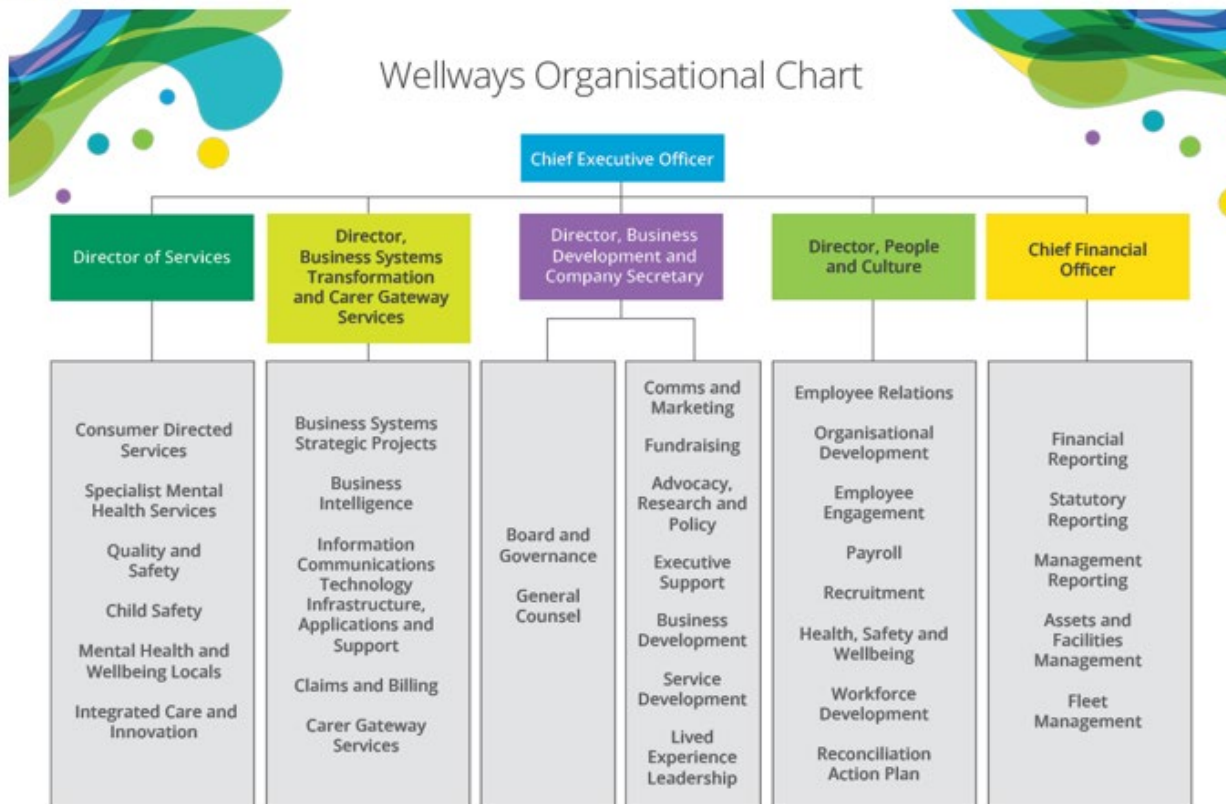 Wellways Organisational Chart
Chief Executive Officer
Director of Services
Director,
Business Systems
Transformation
and Carer Gateway
Services
Director, Business
Development and
Company Secretary
Director, People
and Culture
Chief Financial
Officer
Consumer Directed
Services
Specialist Mental
Health Services
Quality and
Safety
Child Safety
Mental Health and
Wellbeing Locals
Integrated Care and
Innovation
Business Systems
Strategic Projects
Business
Intelligence
Information
Communications
Technology
Infrastructure,
Applications and
Support
Claims and Billing
Carer Gateway
Services
Board and
Governance
General
Counsel
Comms and
Marketing
Fundraising
Advocacy,
Research and
Policy
Executive
Support
Business
Development
Service
Development
Lived
Experience
Leadership
Employee Relations
Organisational
Development
Employee
Engagement
Payroll
Recruitment
Health, Safety and
Wellbeing
Workforce
Development
Reconciliation
Action Plan
Financial
Reporting
Statutory
Reporting
Management
Reporting
Assets and
Facilities
Management
Fleet
Management